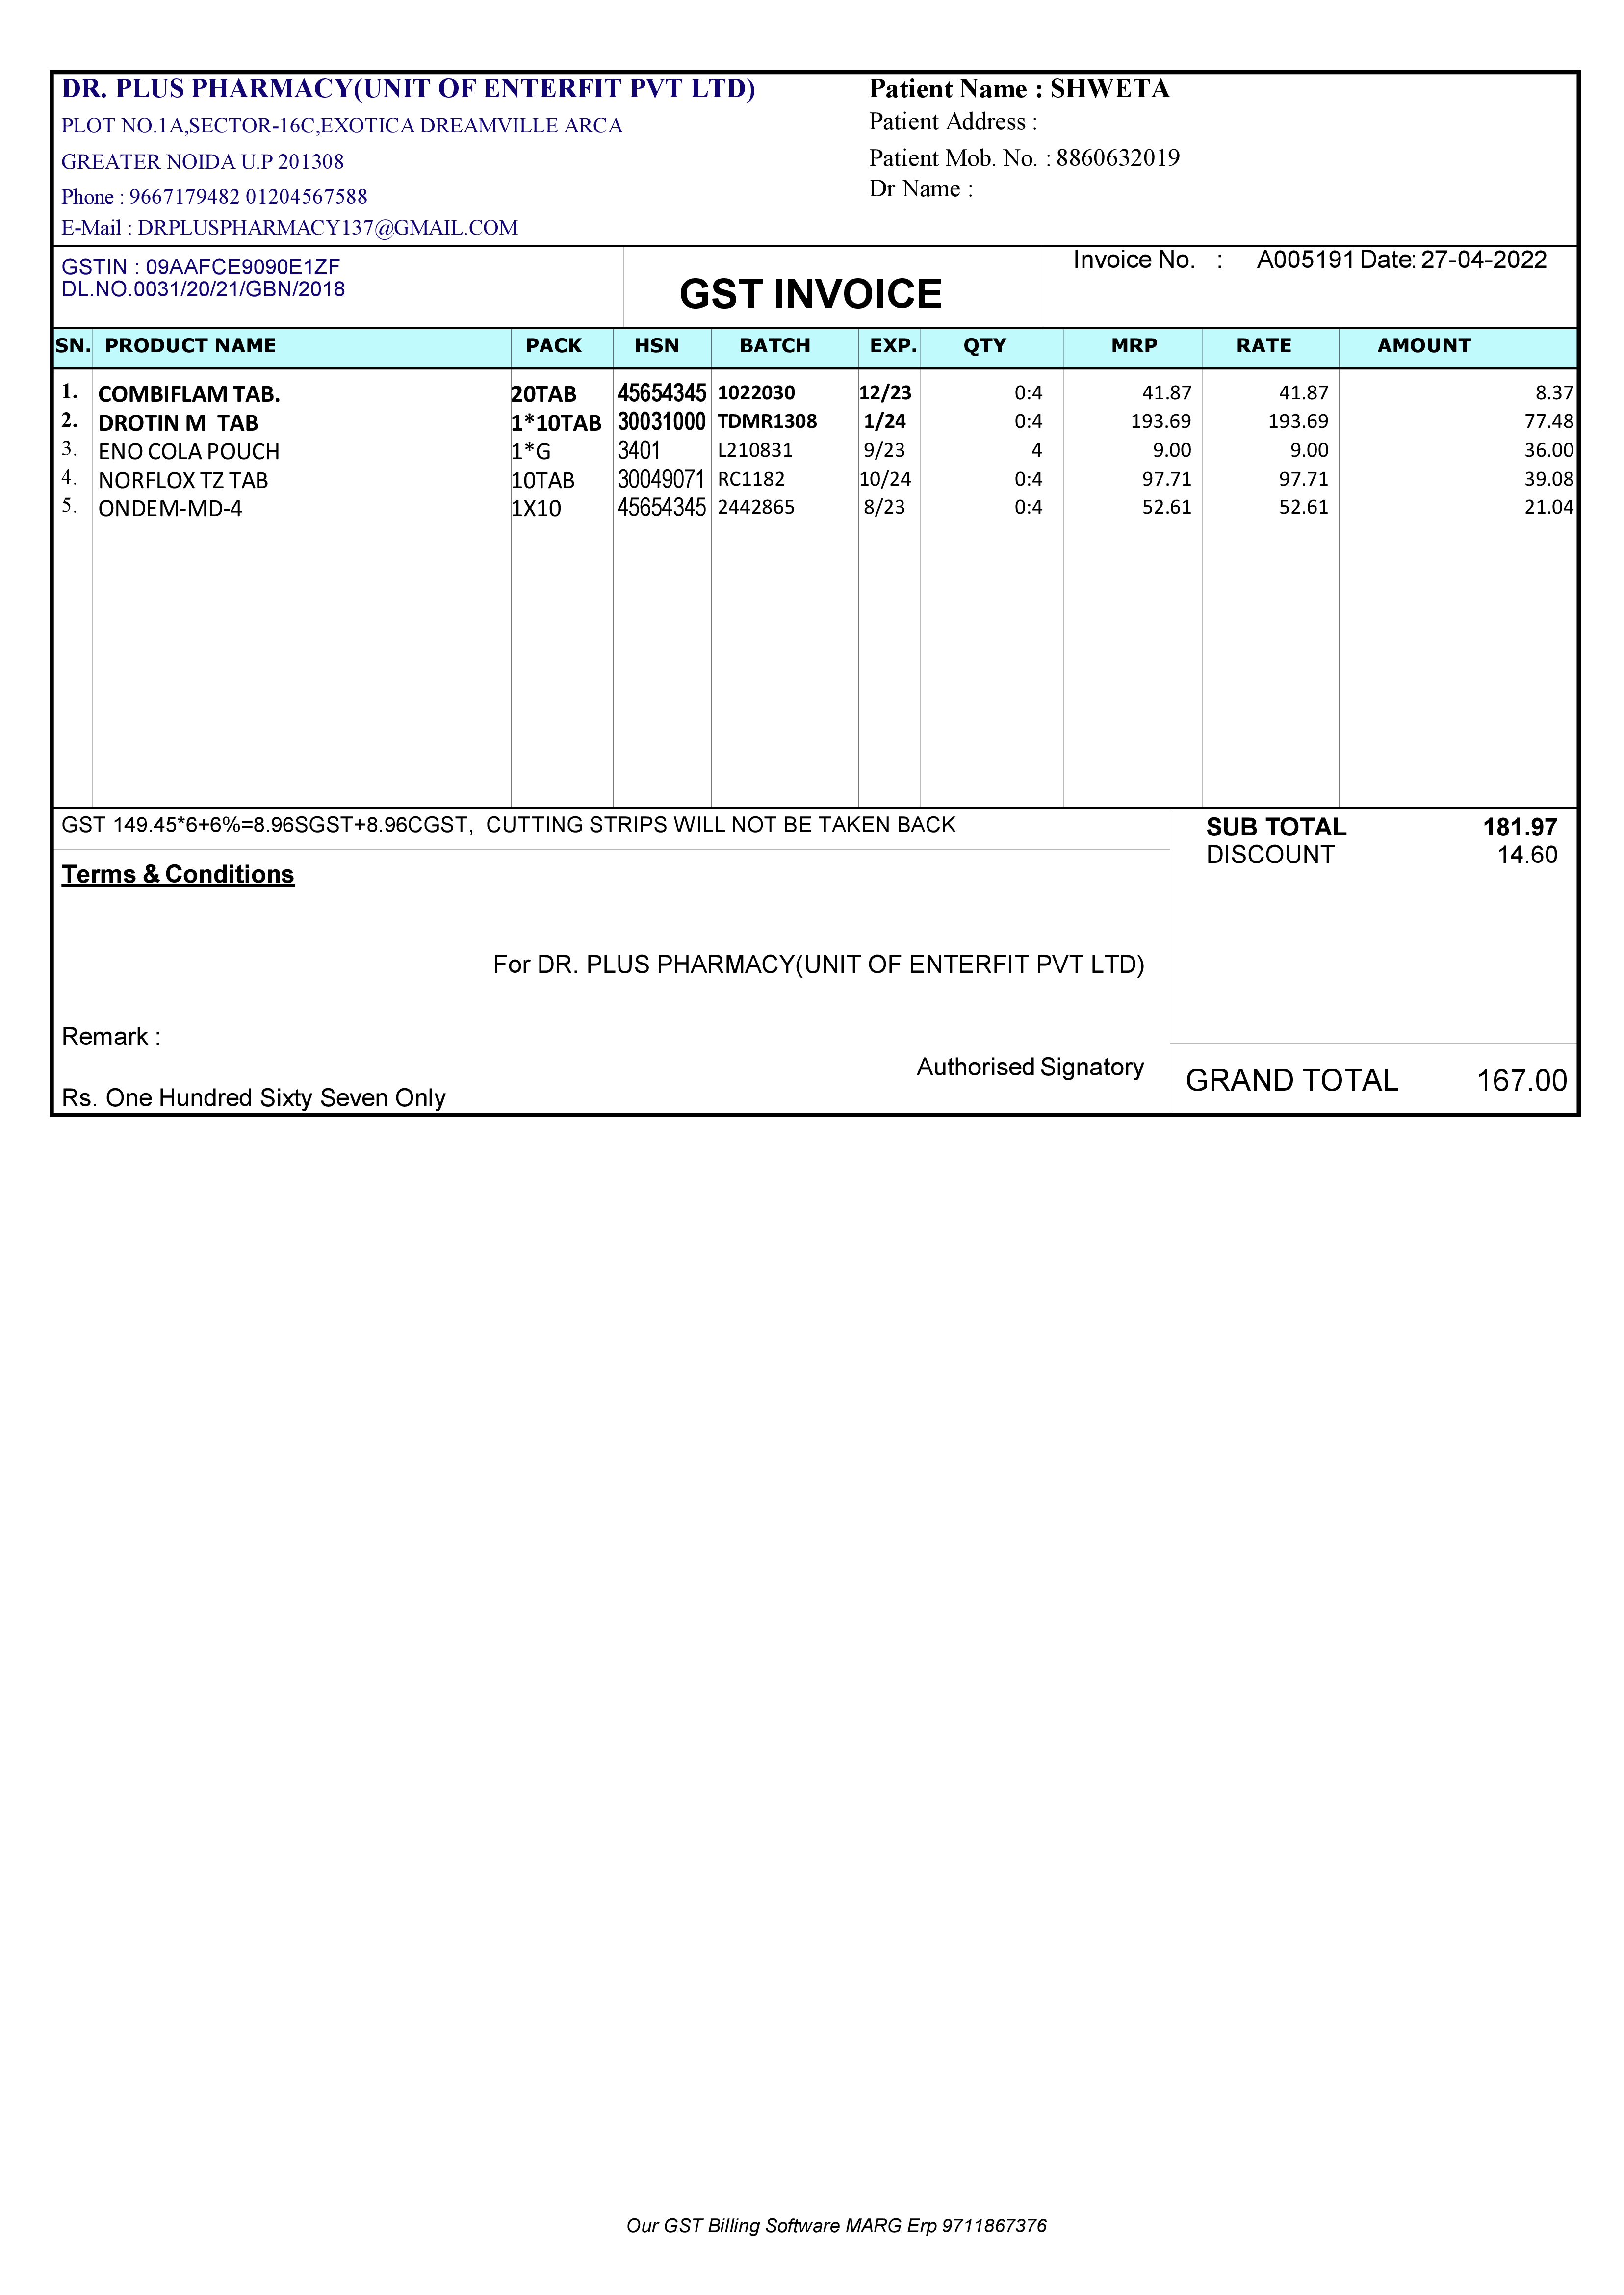 DR. PLUS PHARMACY(UNIT OF ENTERFIT PVT LTD)
PLOT NO.1A,SECTOR-16C,EXOTICA DREAMVILLE ARCA
GREATER NOIDA U.P 201308
Phone : 9667179482 01204567588
E-Mail : DRPLUSPHARMACY137@GMAIL.COM
Patient Name : SHWETA
Patient Address :
Patient Mob. No. : 8860632019
Dr Name :
GSTIN : 09AAFCE9090E1ZF
DL.NO.0031/20/21/GBN/2018
GST INVOICE
Invoice No. : A005191 Date: 27-04-2022
SN. PRODUCT NAME PACK HSN BATCH EXP. QTY MRP RATE AMOUNT
1. COMBIFLAM TAB. 20TAB 45654345 1022030 12/23 0:4 41.87 41.87 8.37
2. DROTIN M TAB 1*10TAB 30031000 TDMR1308 1/24 0:4 193.69 193.69 77.48
3. ENO COLA POUCH 1*G 3401 L210831 9/23 4 9.00 9.00 36.00
4. NORFLOX TZ TAB 10TAB 30049071 RC1182 10/24 0:4 97.71 97.71 39.08
5. ONDEM-MD-4 1X10 45654345 2442865 8/23 0:4 52.61 52.61 21.04
GST 149.45*6+6%=8.96SGST+8.96CGST, CUTTING STRIPS WILL NOT BE TAKEN BACK
SUB TOTAL 181.97
DISCOUNT 14.60
Terms & Conditions
For DR. PLUS PHARMACY(UNIT OF ENTERFIT PVT LTD)
Remark :
Authorised Signatory
GRAND TOTAL 167.00
Rs. One Hundred Sixty Seven Only
Our GST Billing Software MARG Erp 9711867376